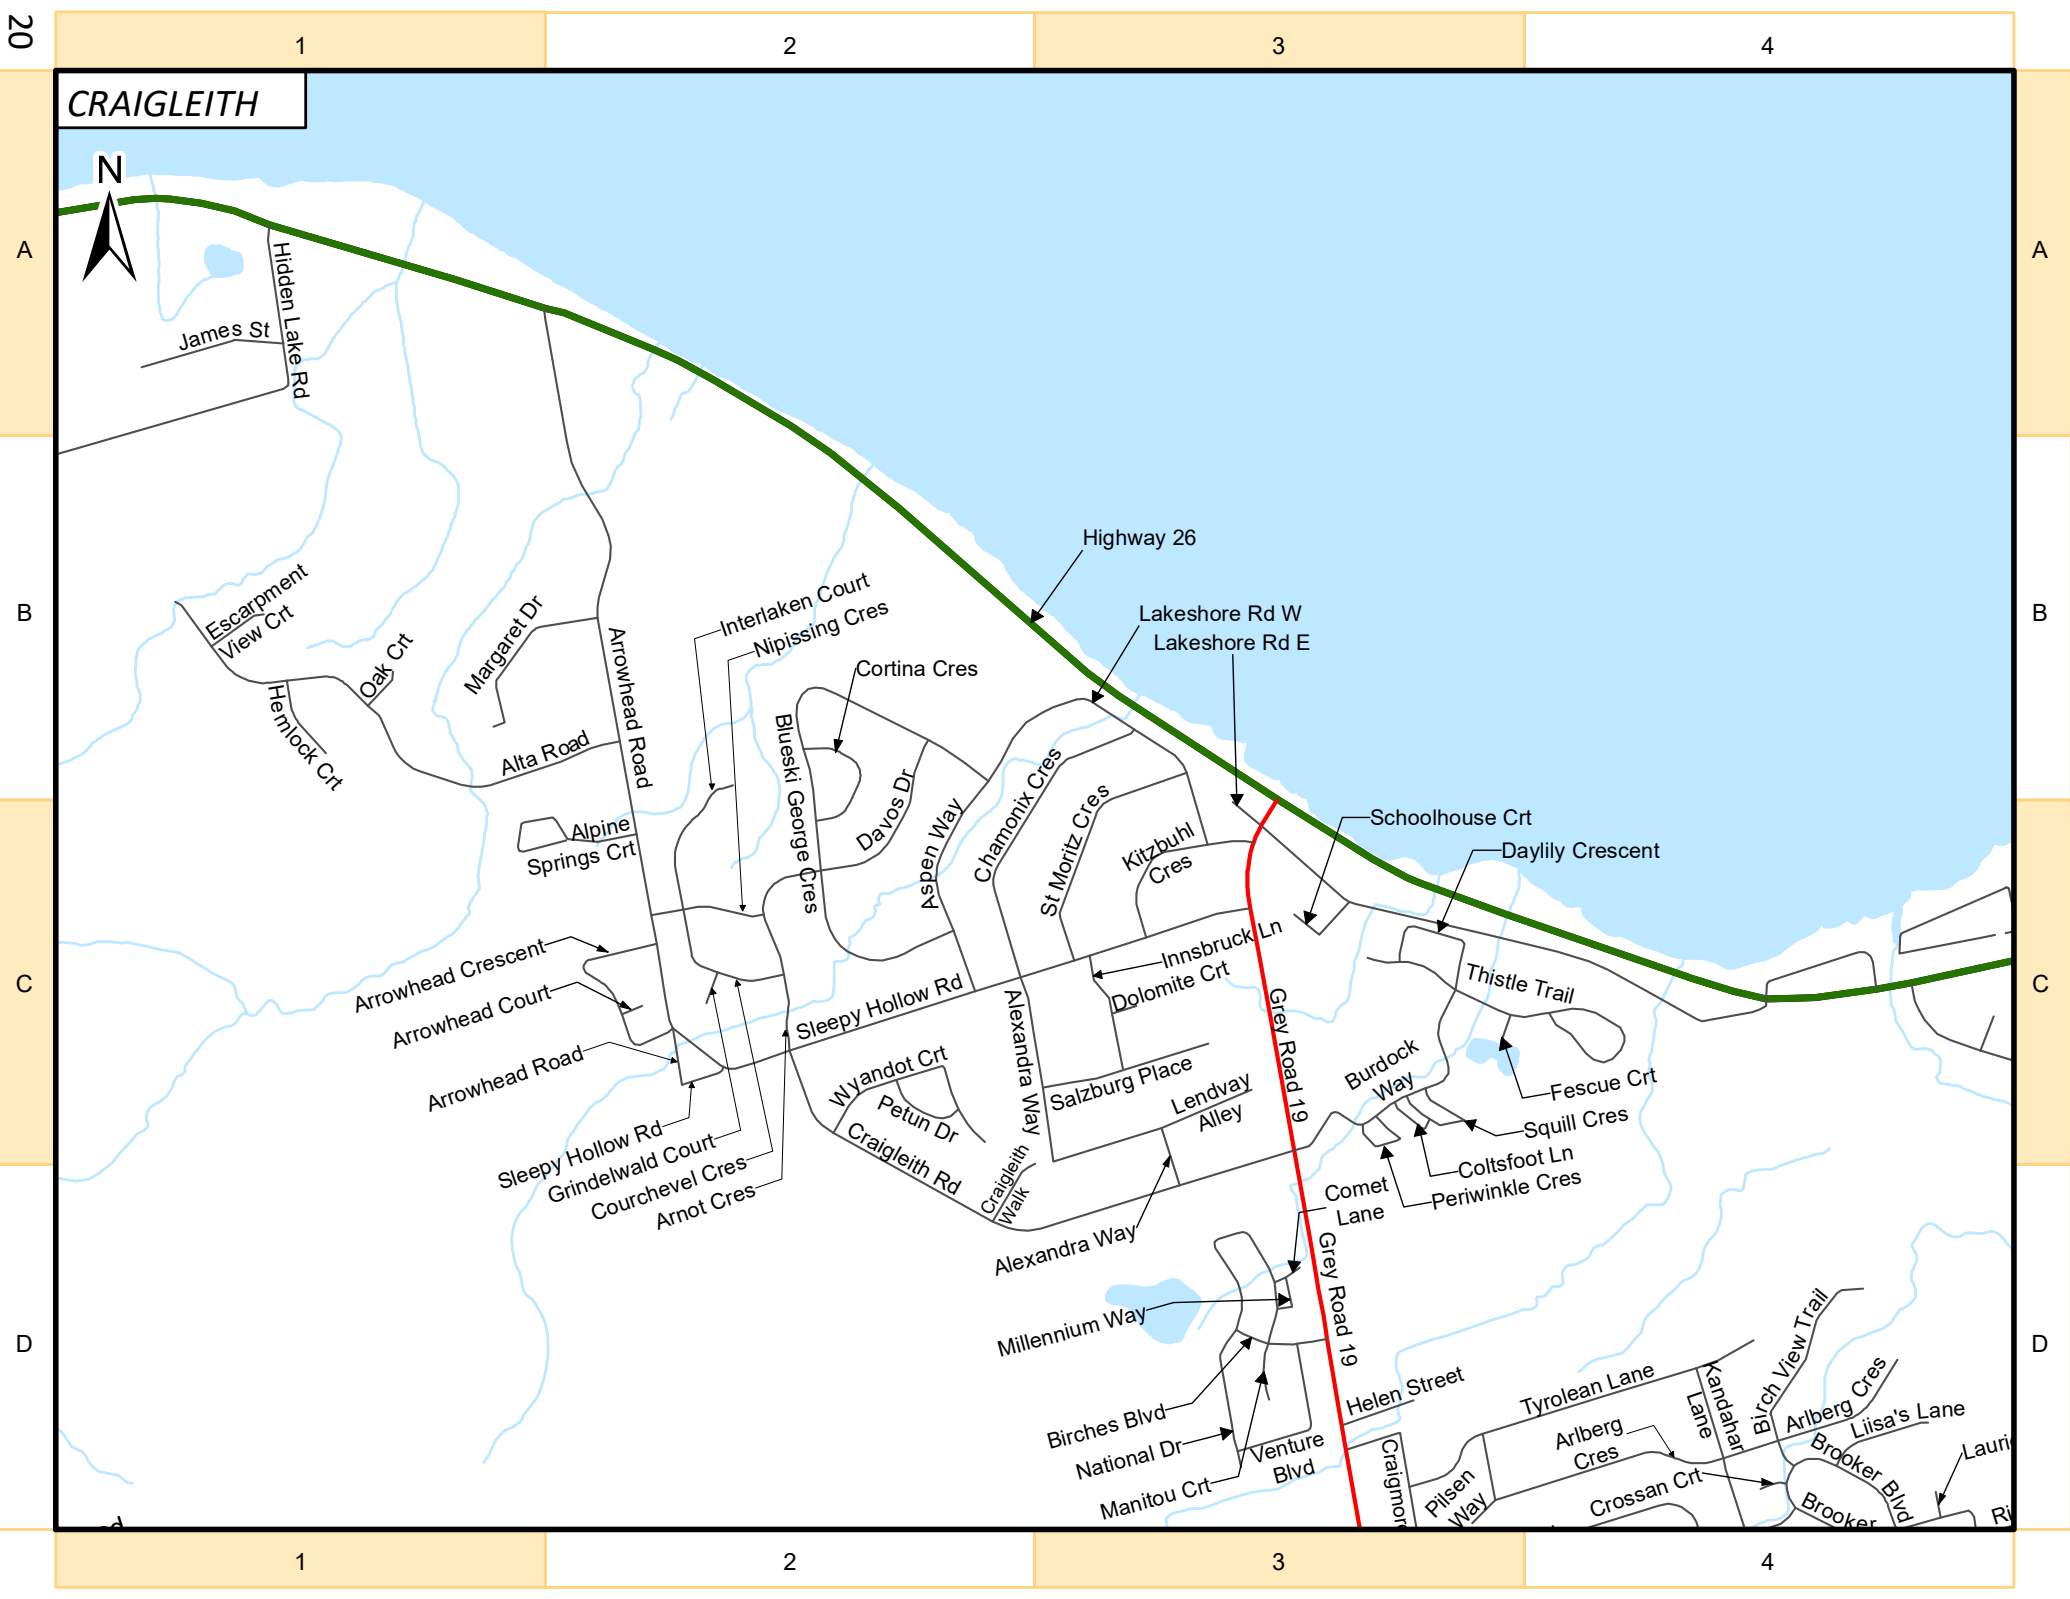 20
1
2
3
4
CRAIGLEITH
N
A
A
Hidden Lake Rd
James St
Highway 26
Interlaken Court
Nipissing Cres
Lakeshore Rd W
Lakeshore Rd E
B
B
Escarpment
View Crt
Oak Crt
Margaret Dr
Hemlock Crt
Arrowhead Road
Alta Road
Cortina Cres
Blueski George Cres
Davos Dr
Aspen Way
Chamonix Cres
St Moritz Cres
Kitzbuhl
Cres
Alpine
Springs Crt
Schoolhouse Crt
Daylily Crescent
C
C
Arrowhead Crescent
Arrowhead Court
Arrowhead Road
Sleepy Hollow Rd
Innsbruck Ln
Dolomite Crt
Thistle Trail
Grey Road 19
Alexandra Way
Salzburg Place
Wyandot Crt
Petun Dr
Craigleith Rd
Craigleith
Walk
Lendvay
Alley
Burdock
Way
Fescue Crt
Squill Cres
Coltsfoot Ln
Periwinkle Cres
Sleepy Hollow Rd
Grindelwald Court
Courchevel Cres
Arnot Cres
Comet
Lane
Alexandra Way
D
D
Millennium Way
Grey Road 19
Birches Blvd
National Dr
Manitou Crt
Venture
Blvd
Helen Street
Craigmor
Tyrolean Lane
Kandahar
Lane
Birch View Trail
Arlberg Cres
Liisa's Lane
Arlberg
Cres
Pilsen
Way
Crossan Crt
Brooker Blvd
Brooker
Lauri
Ri
1
2
3
4